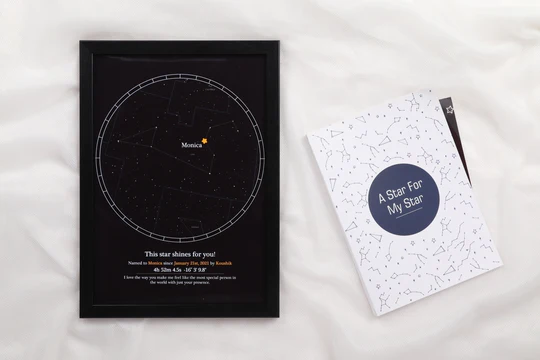 Monica
This star shines for you!
Named to Monica since January 21st, 2025 by Koushik
4h 52m 4.5s -16° 3' 9.8"
I love the way you make me feel like the most special person in
the world with just your presence.
A Star For
My Star